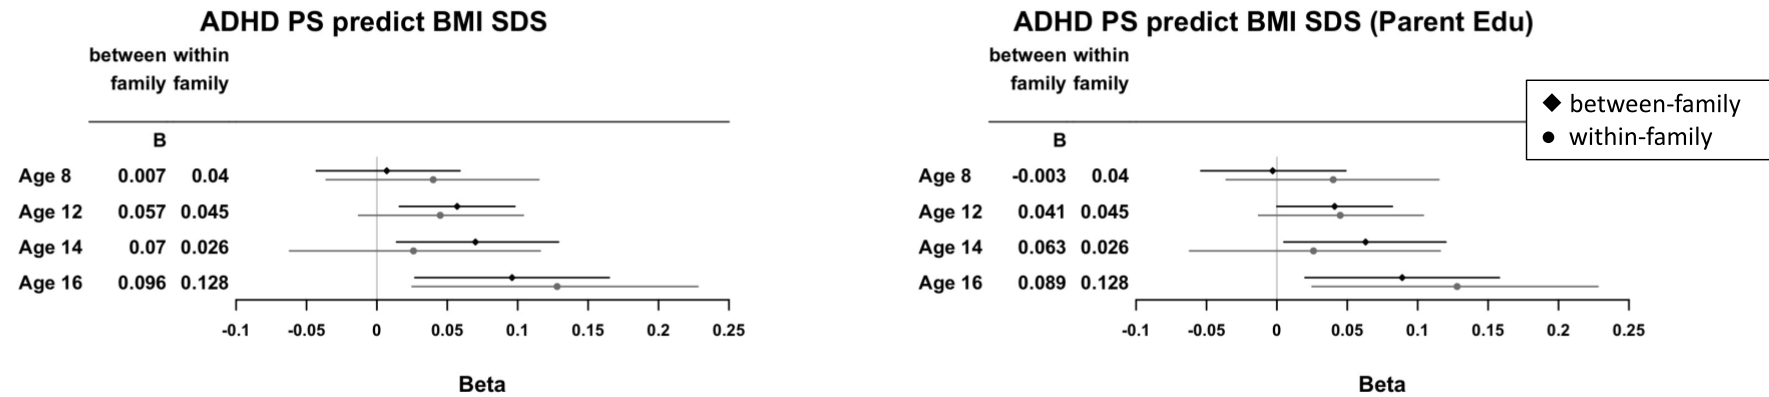 ADHD PS predict BMI SDS
between within
family family
B
Age 8 0.007 0.04
Age 12 0.057 0.045
Age 14 0.07 0.026
Age 16 0.096 0.128
-0.1 -0.05 0 0.05 0.1 0.15 0.2 0.25
Beta
ADHD PS predict BMI SDS (Parent Edu)
between within
family family
between-family
within-family
B
Age 8 -0.003 0.04
Age 12 0.041 0.045
Age 14 0.063 0.026
Age 16 0.089 0.128
-0.1 -0.05 0 0.05 0.1 0.15 0.2 0.25
Beta